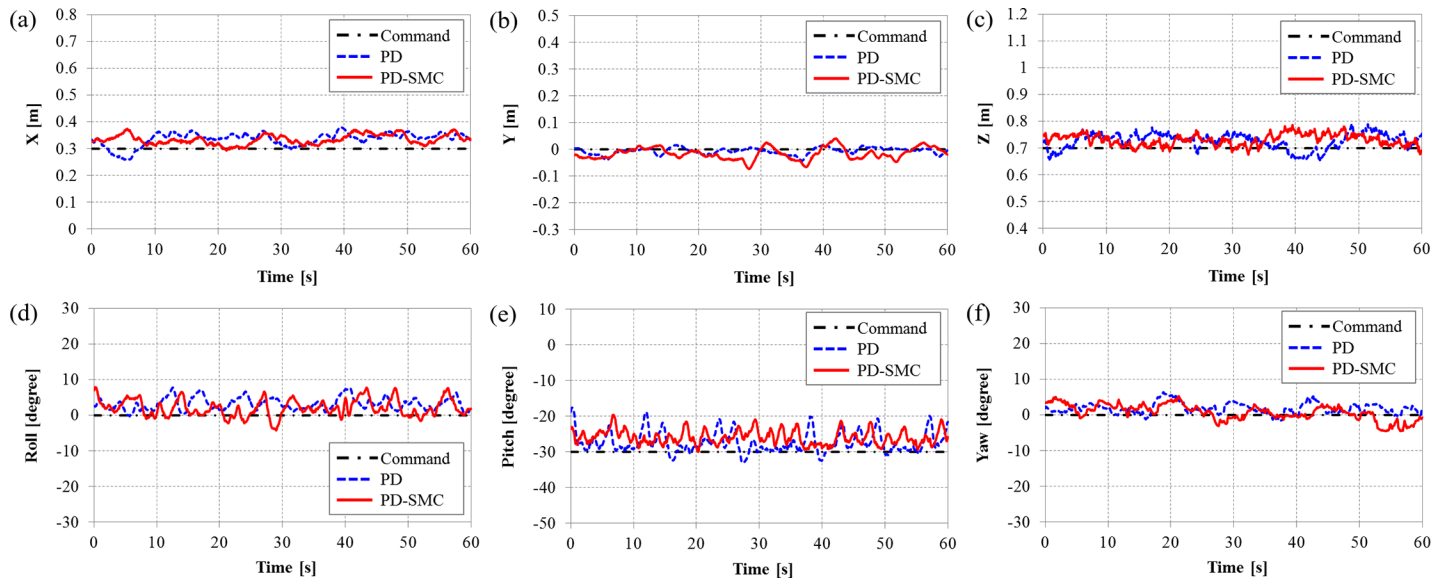 (a)
0.8
0.7
0.6
0.5
0.4
0.3
0.2
0.1
0
X [m]
Command
PD
PD-SMC
0 10 20 30 40 50 60
Time [s]
(b)
0.5
0.4
0.3
0.2
0.1
0
-0.1
-0.2
-0.3
Y [m]
Command
PD
PD-SMC
0 10 20 30 40 50 60
Time [s]
(c)
1.2
1.1
1
0.9
0.8
0.7
0.6
0.5
0.4
Z [m]
Command
PD
PD-SMC
0 10 20 30 40 50 60
Time [s]
(d)
30
20
10
0
-10
-20
-30
Roll [degree]
Command
PD
PD-SMC
0 10 20 30 40 50 60
Time [s]
(e)
10
0
-10
-20
-30
-40
-50
Pitch [degree]
Command
PD
PD-SMC
0 10 20 30 40 50 60
Time [s]
(f)
30
20
10
0
-10
-20
-30
Yaw [degree]
Command
PD
PD-SMC
0 10 20 30 40 50 60
Time [s]